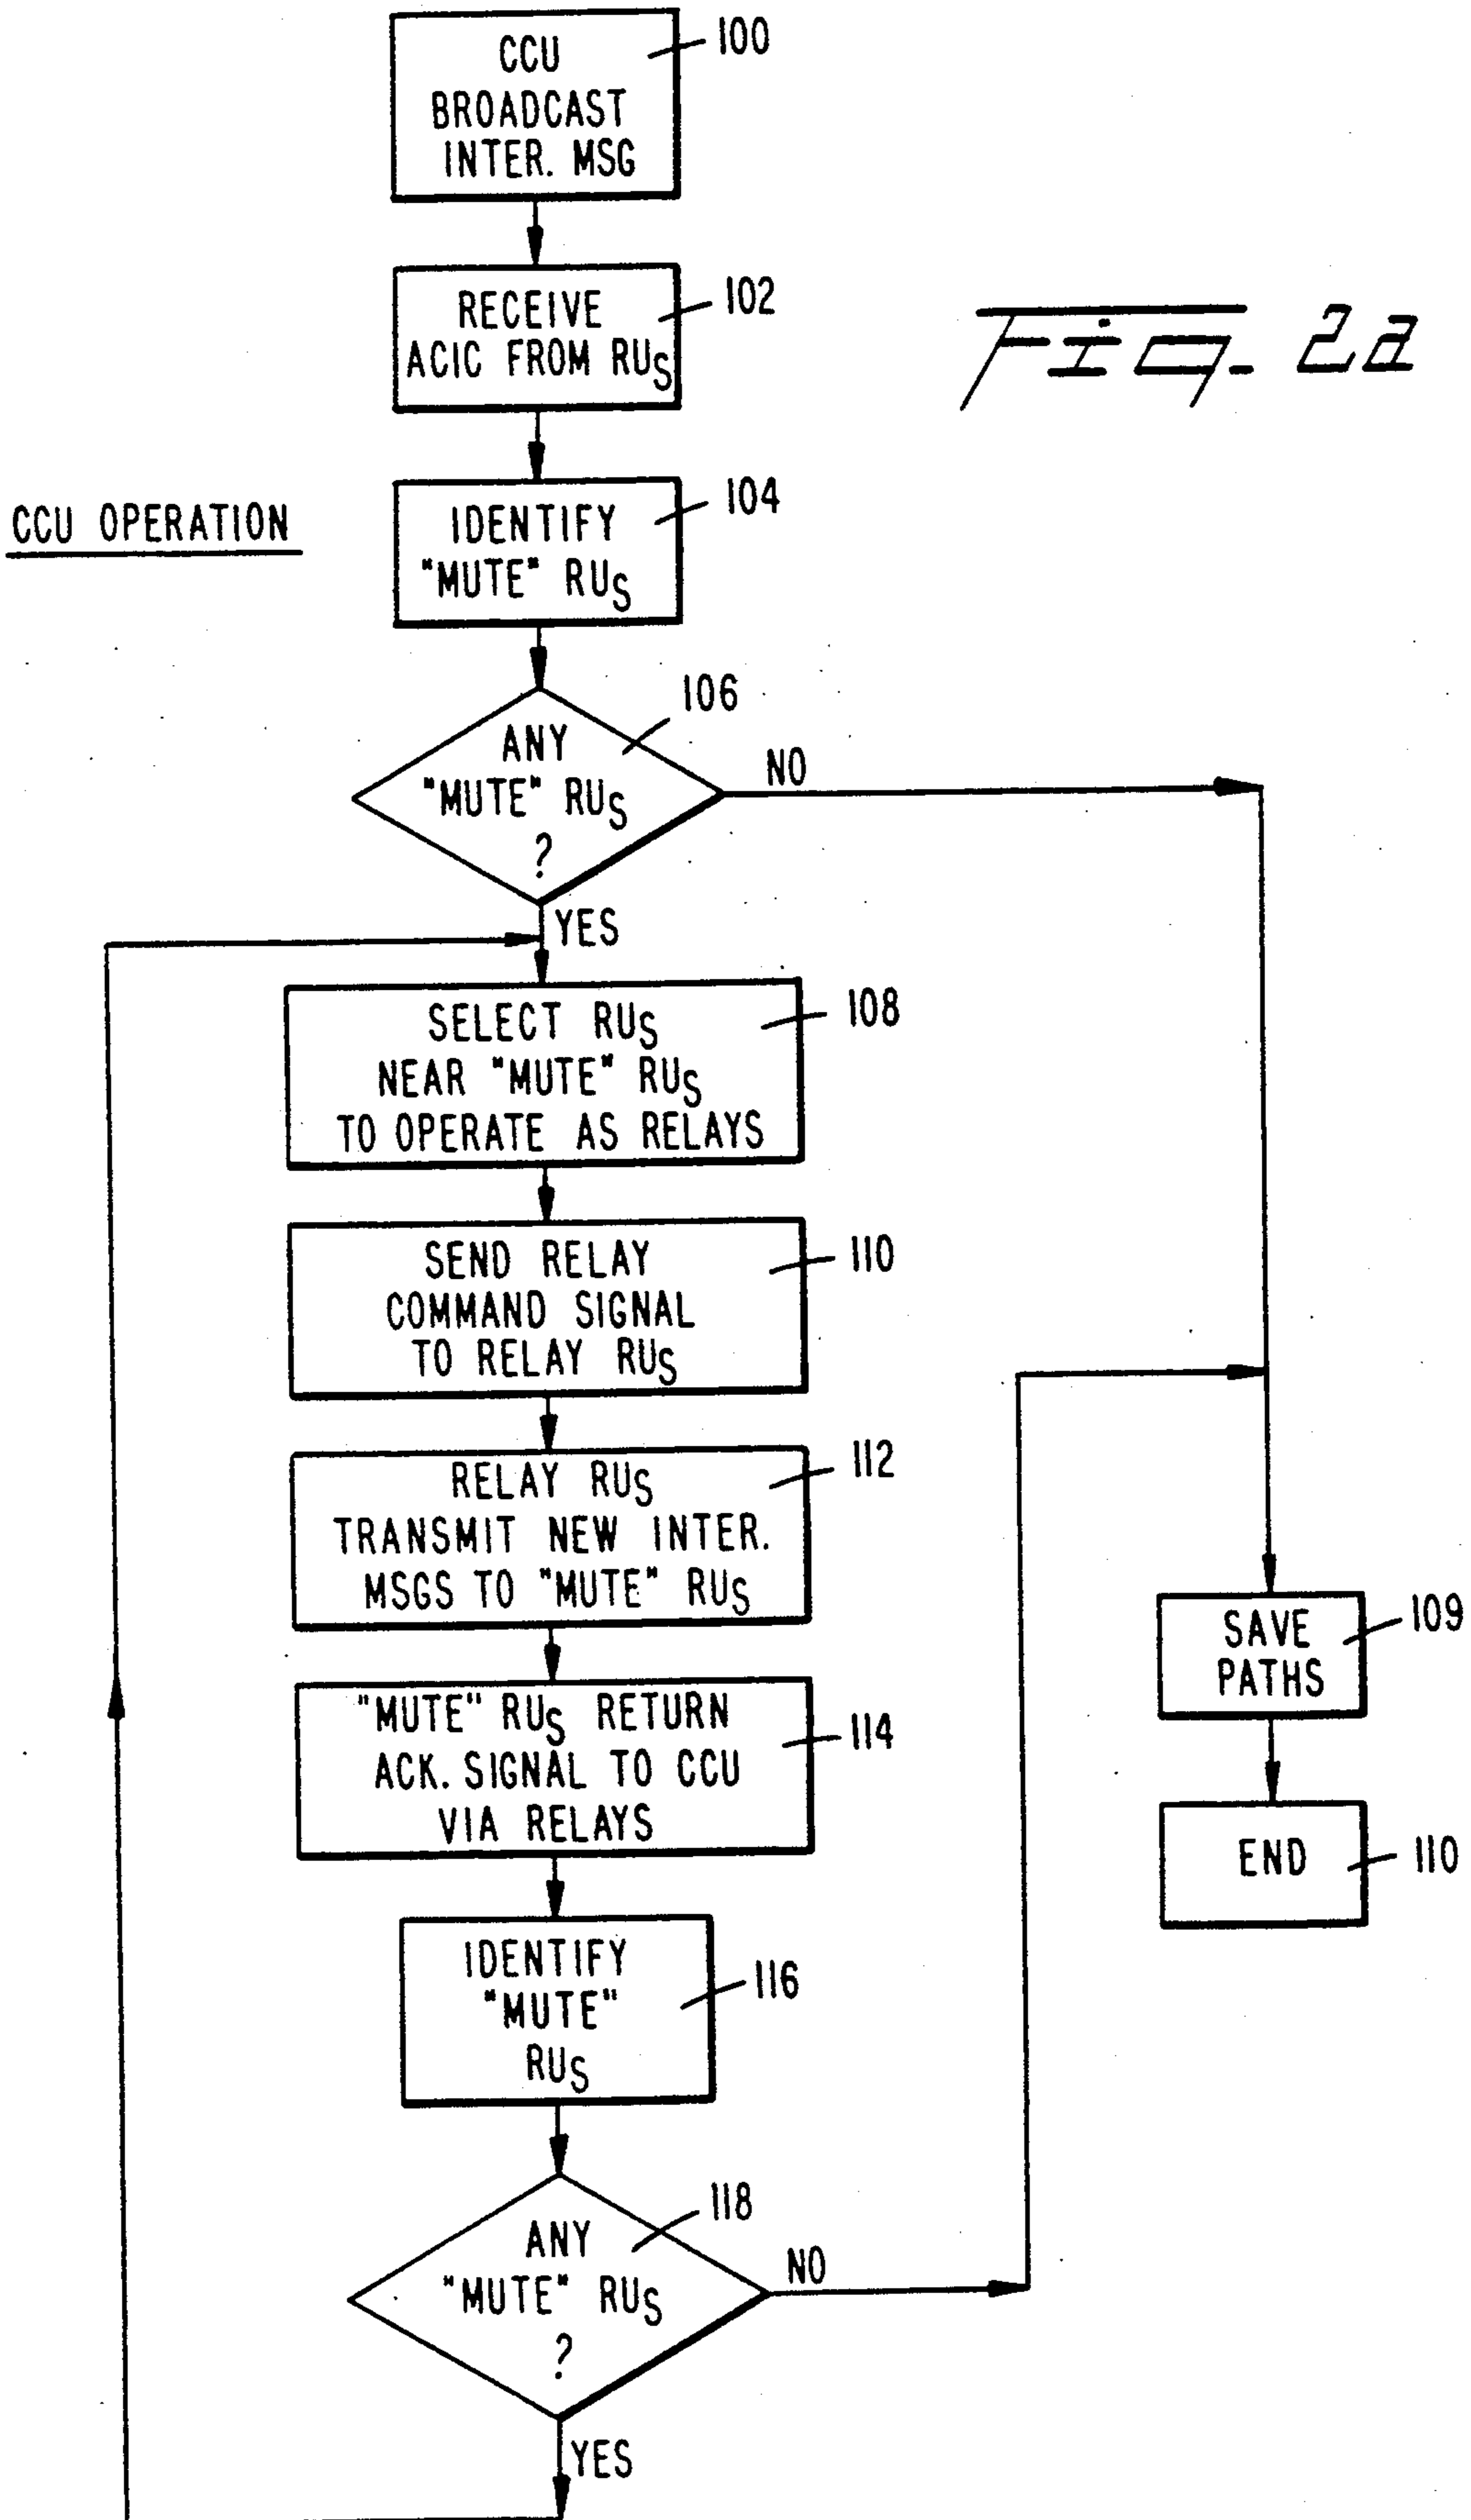 CCU
BROADCAST
INTER. MSG
100
RECEIVE
ACIC FROM RUS
102
Fig. 2a
CCU OPERATION
IDENTIFY
"MUTE" RUS
104
ANY
"MUTE" RUS
?
106
NO
YES
SELECT RUS
NEAR "MUTE" RUS
TO OPERATE AS RELAYS
108
SEND RELAY
COMMAND SIGNAL
TO RELAY RUS
110
RELAY RUS
TRANSMIT NEW INTER.
MSGS TO "MUTE" RUS
112
SAVE
PATHS
109
"MUTE" RUS RETURN
ACK. SIGNAL TO CCU
VIA RELAYS
114
END
110
IDENTIFY
"MUTE"
RUS
116
ANY
"MUTE" RUS
?
118
NO
YES